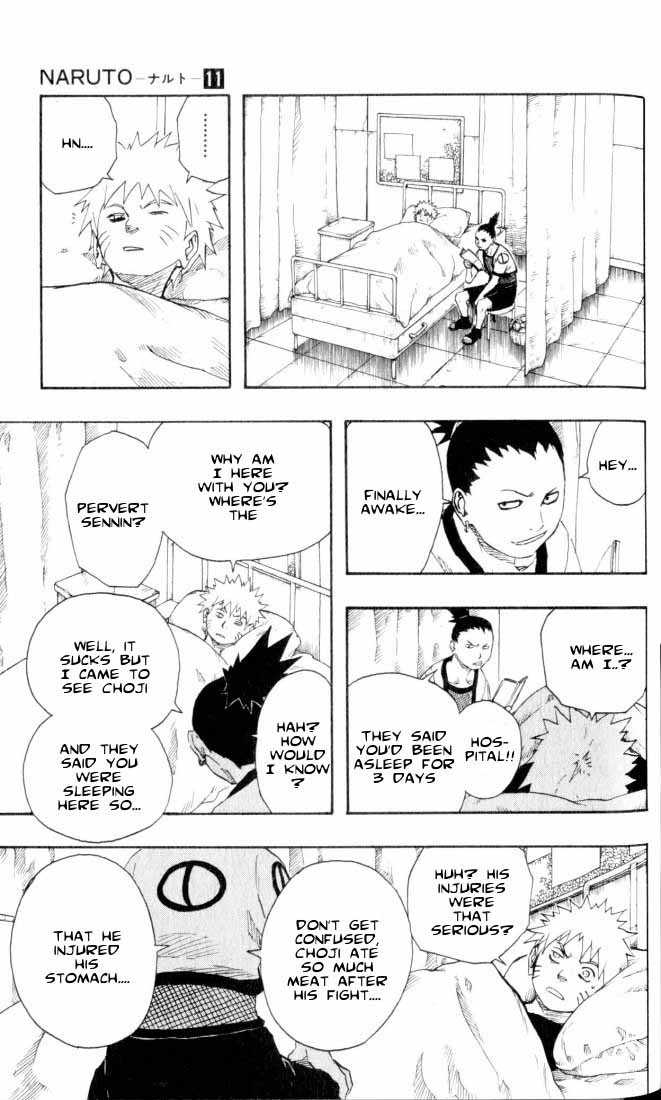 NARUTO —ナルト— 11
........
HN....
HEY...
FINALLY
AWAKE...
WHERE...
AM I..?
HOS-
PITAL!!
THEY SAID
YOU'D BEEN
ASLEEP FOR
3 DAYS
WHY AM
I HERE
WITH YOU?
WHERE'S
THE
PERVERT
SENNIN?
HAH?
HOW
WOULD
I KNOW
?
WELL, IT
SUCKS BUT
I CAME TO
SEE CHOJI
AND THEY
SAID YOU
WERE
SLEEPING
HERE SO...
HUH? HIS
INJURIES
WERE
THAT
SERIOUS?
DON'T GET
CONFUSED,
CHOJI ATE
SO MUCH
MEAT AFTER
HIS FIGHT....
THAT HE
INJURED
HIS
STOMACH....